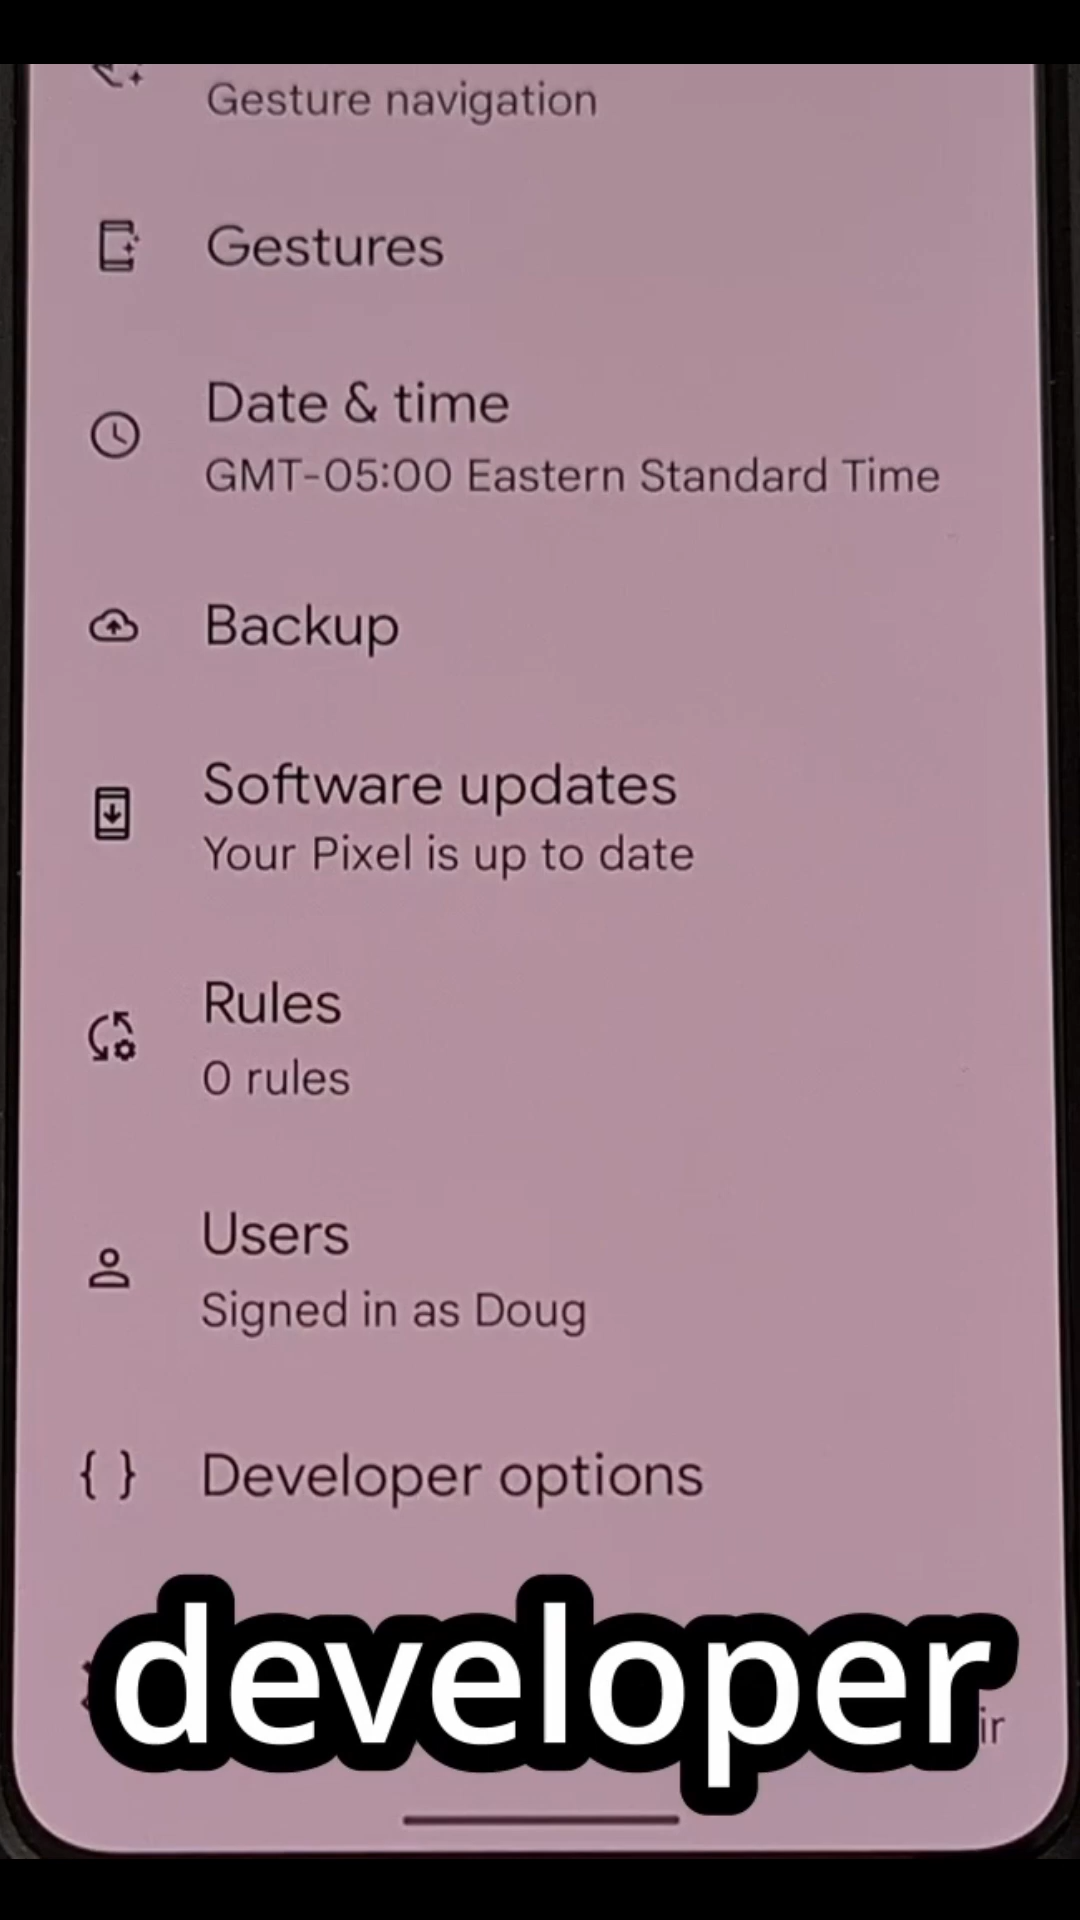 Gesture navigation
Gestures
Date & time
GMT-05:00 Eastern Standard Time
Backup
Software updates
Your Pixel is up to date
Rules
0 rules
Users
Signed in as Doug
{ } Developer options
developer